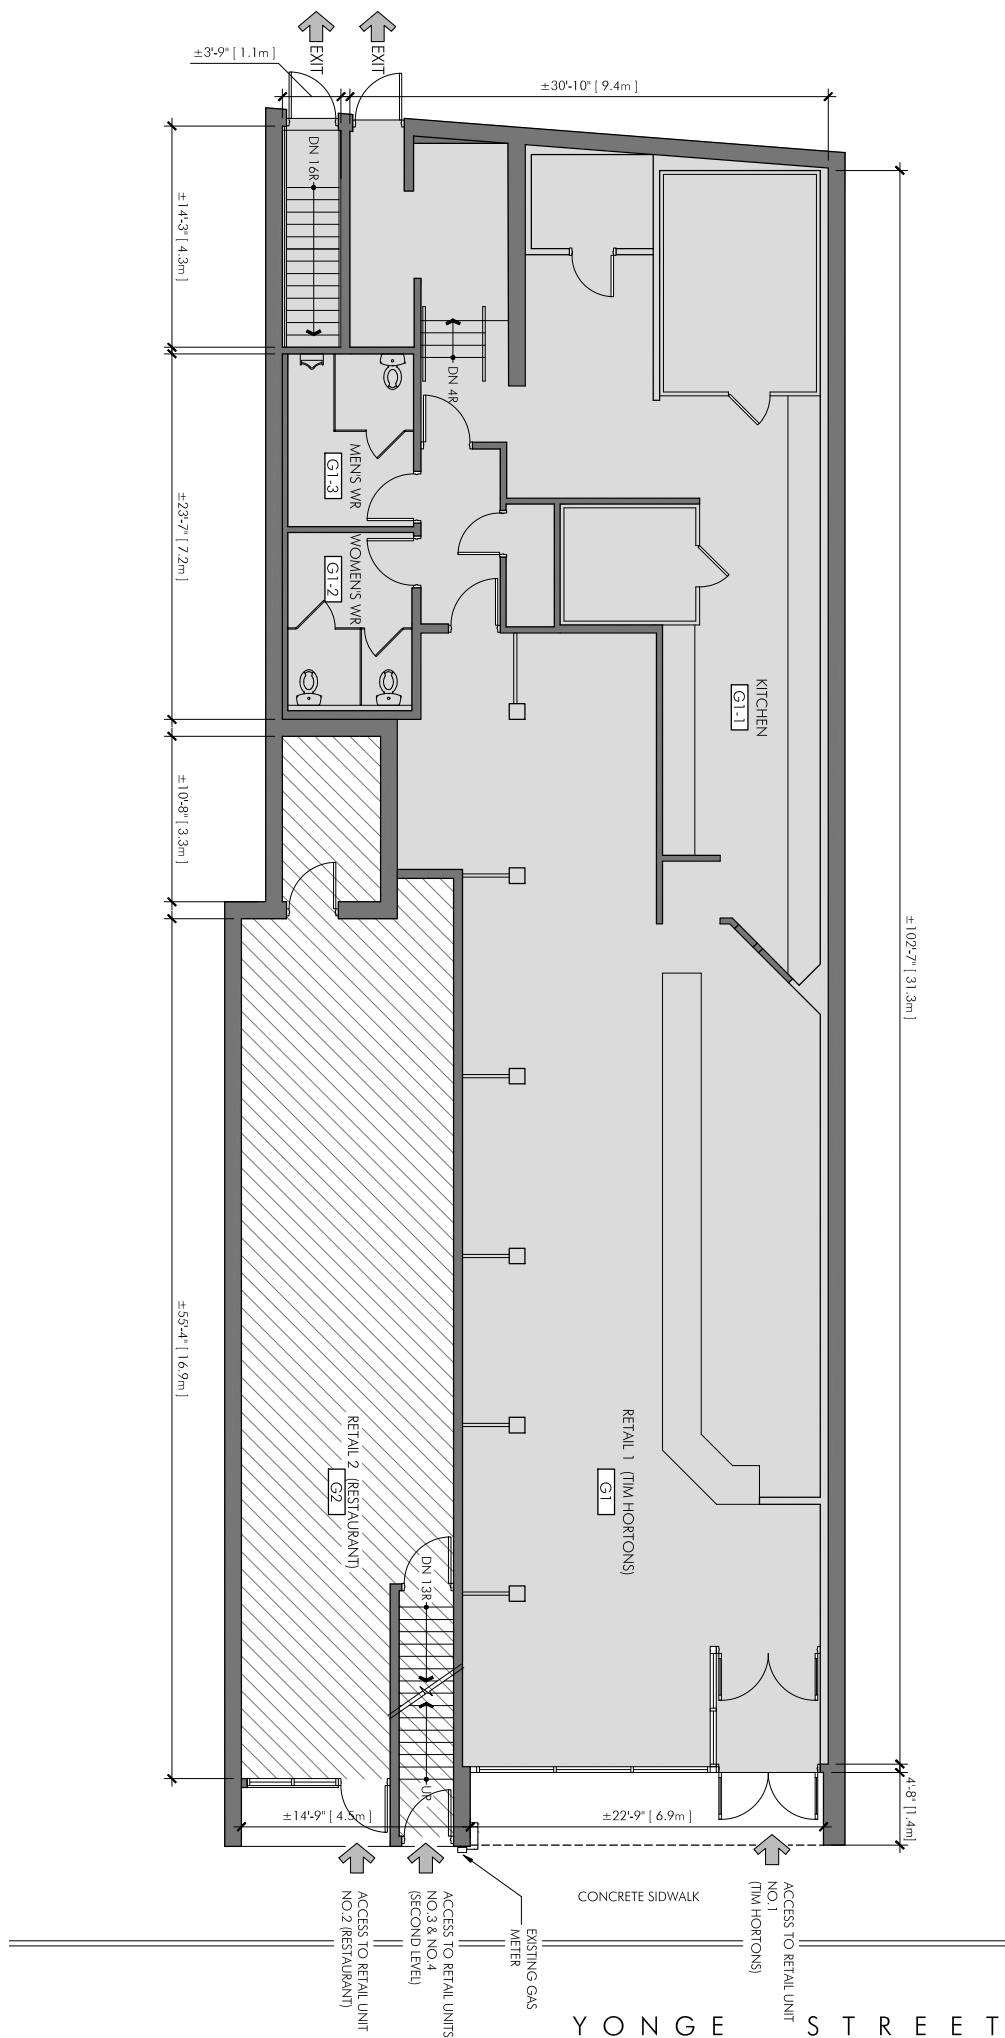 EXIT
EXIT
±3'-9" [ 1.1m ]
±30'-10" [ 9.4m ]
DN 16R
±14'-3" [ 4.3m ]
DN 4R
MEN'S WR
G1-3
±23'-7" [ 7.2m ]
WOMEN'S WR
G1-2
KITCHEN
G1-1
±10'-8" [ 3.3m ]
±102'-7" [ 31.3m ]
±55'-4" [ 16.9m ]
RETAIL 1 (TIM HORTONS)
G1
RETAIL 2 (RESTAURANT)
G2
DN 13R
UP
4'-8" [1.4m]
±14'-9" [ 4.5m ]
±22'-9" [ 6.9m ]
ACCESS TO RETAIL UNIT
NO.1
(TIM HORTONS)
CONCRETE SIDWALK
EXISTING GAS
METER
ACCESS TO RETAIL UNITS
NO.3 & NO.4
(SECOND LEVEL)
ACCESS TO RETAIL UNIT
NO.2 (RESTAURANT)
YONGE STREET